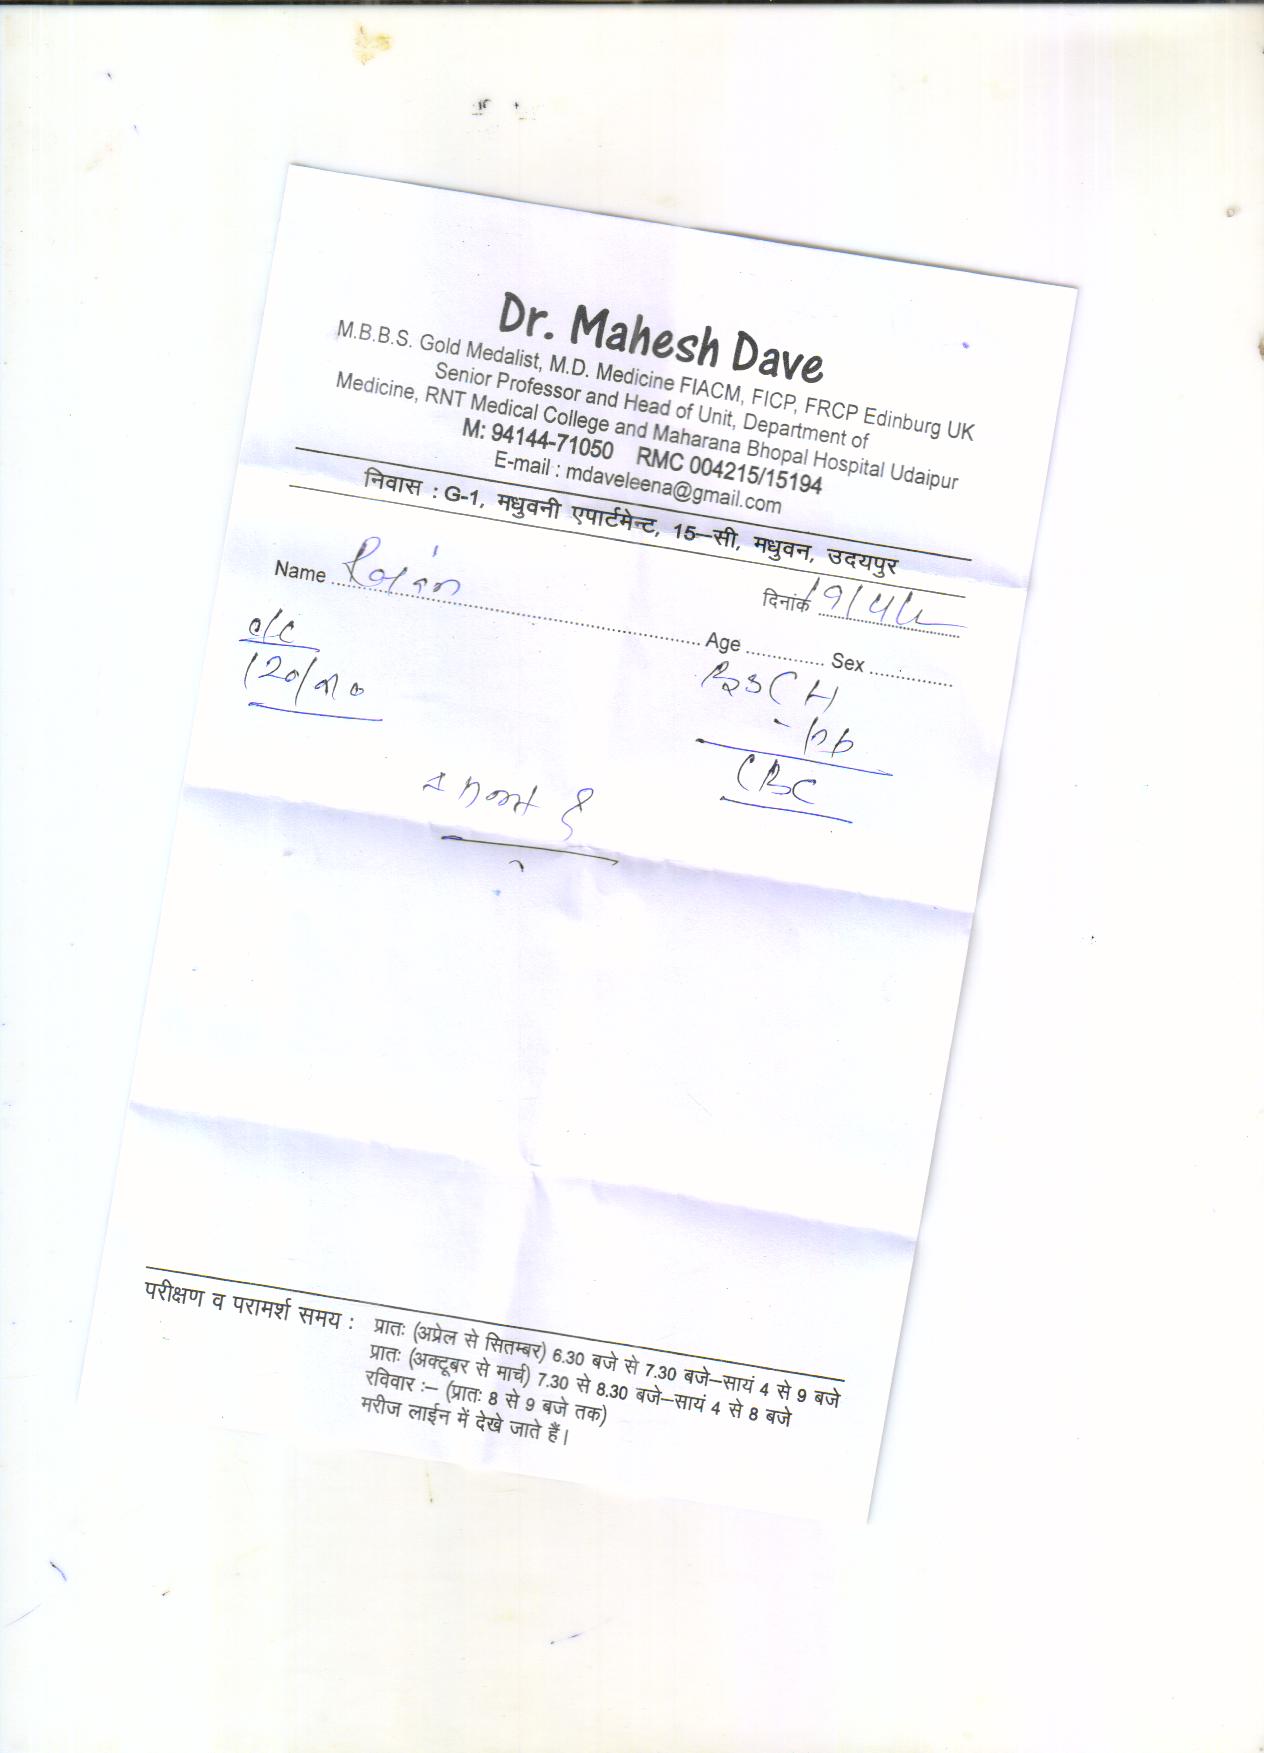 Dr. Mahesh Dave
M.B.B.S. Gold Medalist, M.D. Medicine FIACM, FICP, FRCP Edinburg UK
Senior Professor and Head of Unit, Department of
Medicine, RNT Medical College and Maharana Bhopal Hospital Udaipur
M: 94144-71050 RMC 004215/15194
E-mail : mdaveleena@gmail.com
निवास : G-1, मधुवनी एपार्टमेन्ट, 15–सी, मधुवन, उदयपुर
दिनांक
Name
Age Sex
CBC
परीक्षण व परामर्श समय : प्रातः (अप्रेल से सितम्बर) 6.30 बजे से 7.30 बजे–सायं 4 से 9 बजे
प्रातः (अक्टूबर से मार्च) 7.30 से 8.30 बजे–सायं 4 से 8 बजे
रविवार :– (प्रातः 8 से 9 बजे तक)
मरीज लाईन में देखे जाते हैं।